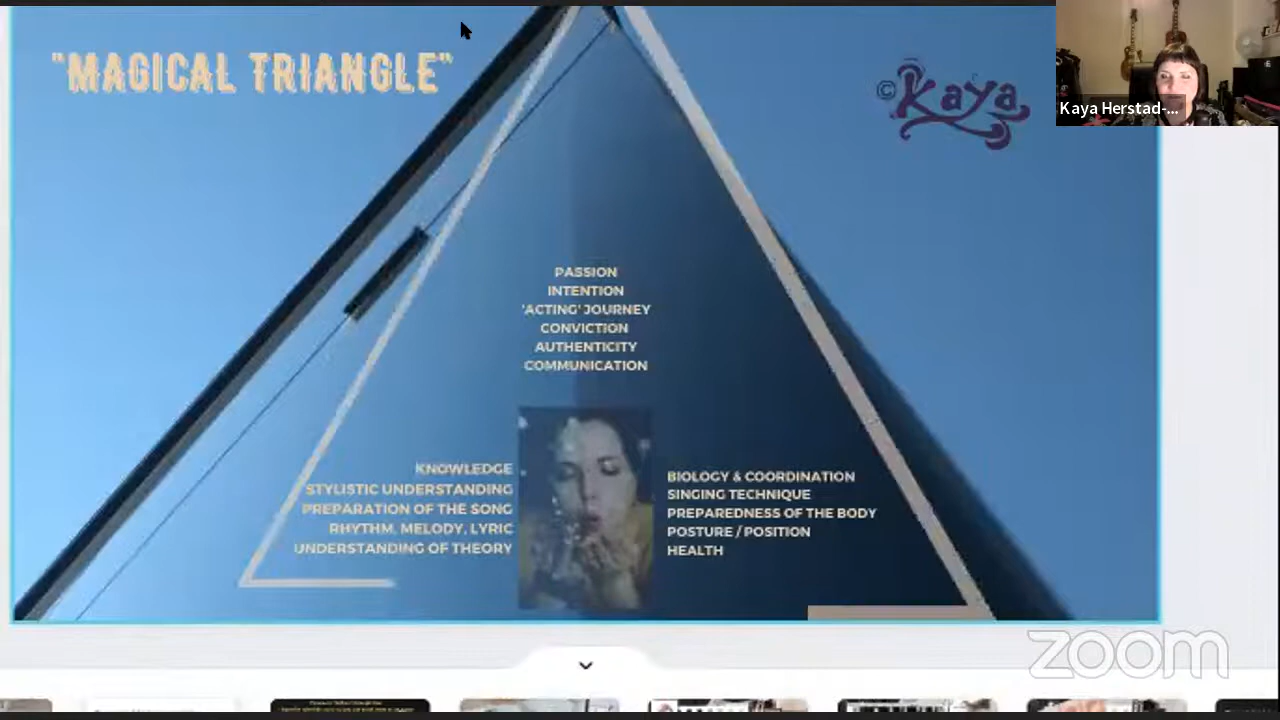 "MAGICAL TRIANGLE"
© Kaya
Kaya Herstad-...
PASSION
INTENTION
'ACTING' JOURNEY
CONVICTION
AUTHENTICITY
COMMUNICATION
KNOWLEDGE
STYLISTIC UNDERSTANDING
PREPARATION OF THE SONG
RHYTHM, MELODY, LYRIC
UNDERSTANDING OF THEORY
BIOLOGY & COORDINATION
SINGING TECHNIQUE
PREPAREDNESS OF THE BODY
POSTURE / POSITION
HEALTH
zoom